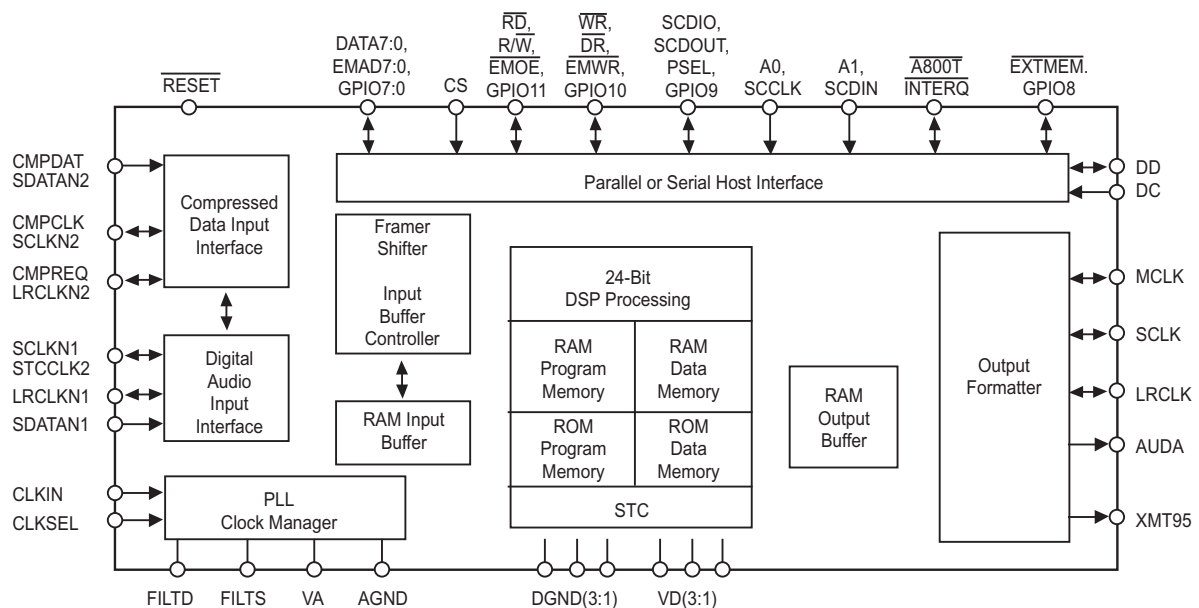 RESET
DATA7:0,
EMAD7:0,
GPIO7:0
CS
RD,
R/W,
EMOE,
GPIO11
WR,
DR,
EMWR,
GPIO10
SCDIO,
SCDOUT,
PSEL,
GPIO9
A0,
SCCLK
A1,
SCDIN
A800T
INTERQ
EXTMEM.
GPIO8
CMPDAT
SDATAN2
CMPCLK
SCLKN2
CMPREQ
LRCLKN2
SCLKN1
STCCLK2
LRCLKN1
SDATAN1
CLKIN
CLKSEL
Compressed
Data Input
Interface
Digital
Audio
Input
Interface
PLL
Clock Manager
Parallel or Serial Host Interface
Framer
Shifter
Input
Buffer
Controller
RAM Input
Buffer
24-Bit
DSP Processing
RAM
Program
Memory
RAM
Data
Memory
ROM
Program
Memory
ROM
Data
Memory
STC
RAM
Output
Buffer
Output
Formatter
DD
DC
MCLK
SCLK
LRCLK
AUDA
XMT95
FILTD
FILTS
VA
AGND
DGND(3:1)
VD(3:1)